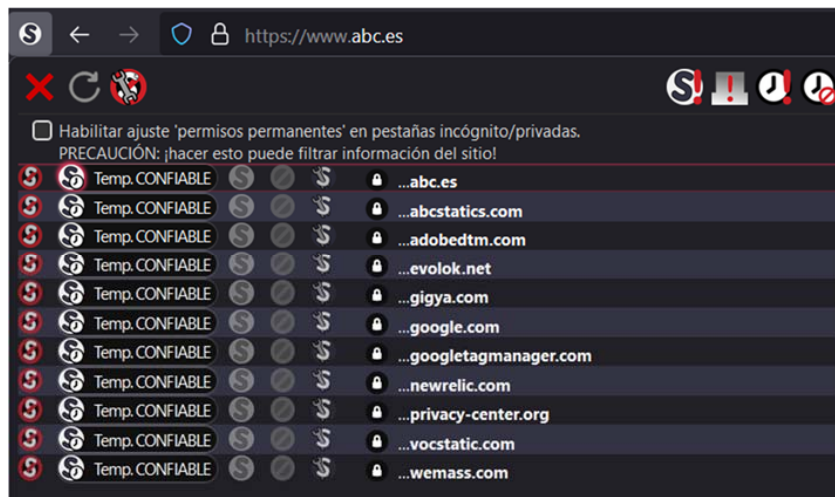 https://www.abc.es
Habilitar ajuste 'permisos permanentes' en pestañas incógnito/privadas.
PRECAUCIÓN: ¡hacer esto puede filtrar información del sitio!
Temp. CONFIABLE ...abc.es
Temp. CONFIABLE ...abcstatics.com
Temp. CONFIABLE ...adobedtm.com
Temp. CONFIABLE ...evolok.net
Temp. CONFIABLE ...gigya.com
Temp. CONFIABLE ...google.com
Temp. CONFIABLE ...googletagmanager.com
Temp. CONFIABLE ...newrelic.com
Temp. CONFIABLE ...privacy-center.org
Temp. CONFIABLE ...vocstatic.com
Temp. CONFIABLE ...wemass.com